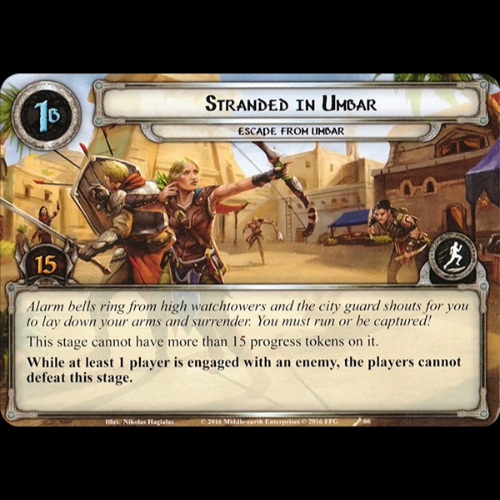 1B
STRANDED IN UMBAR
ESCAPE FROM UMBAR
15
Alarm bells ring from high watchtowers and the city guard shouts for you
to lay down your arms and surrender. You must run or be captured!
This stage cannot have more than 15 progress tokens on it.
While at least 1 player is engaged with an enemy, the players cannot
defeat this stage.
Illus. Nikolas Hagialas © 2016 Middle-earth Enterprises © 2016 FFG 66